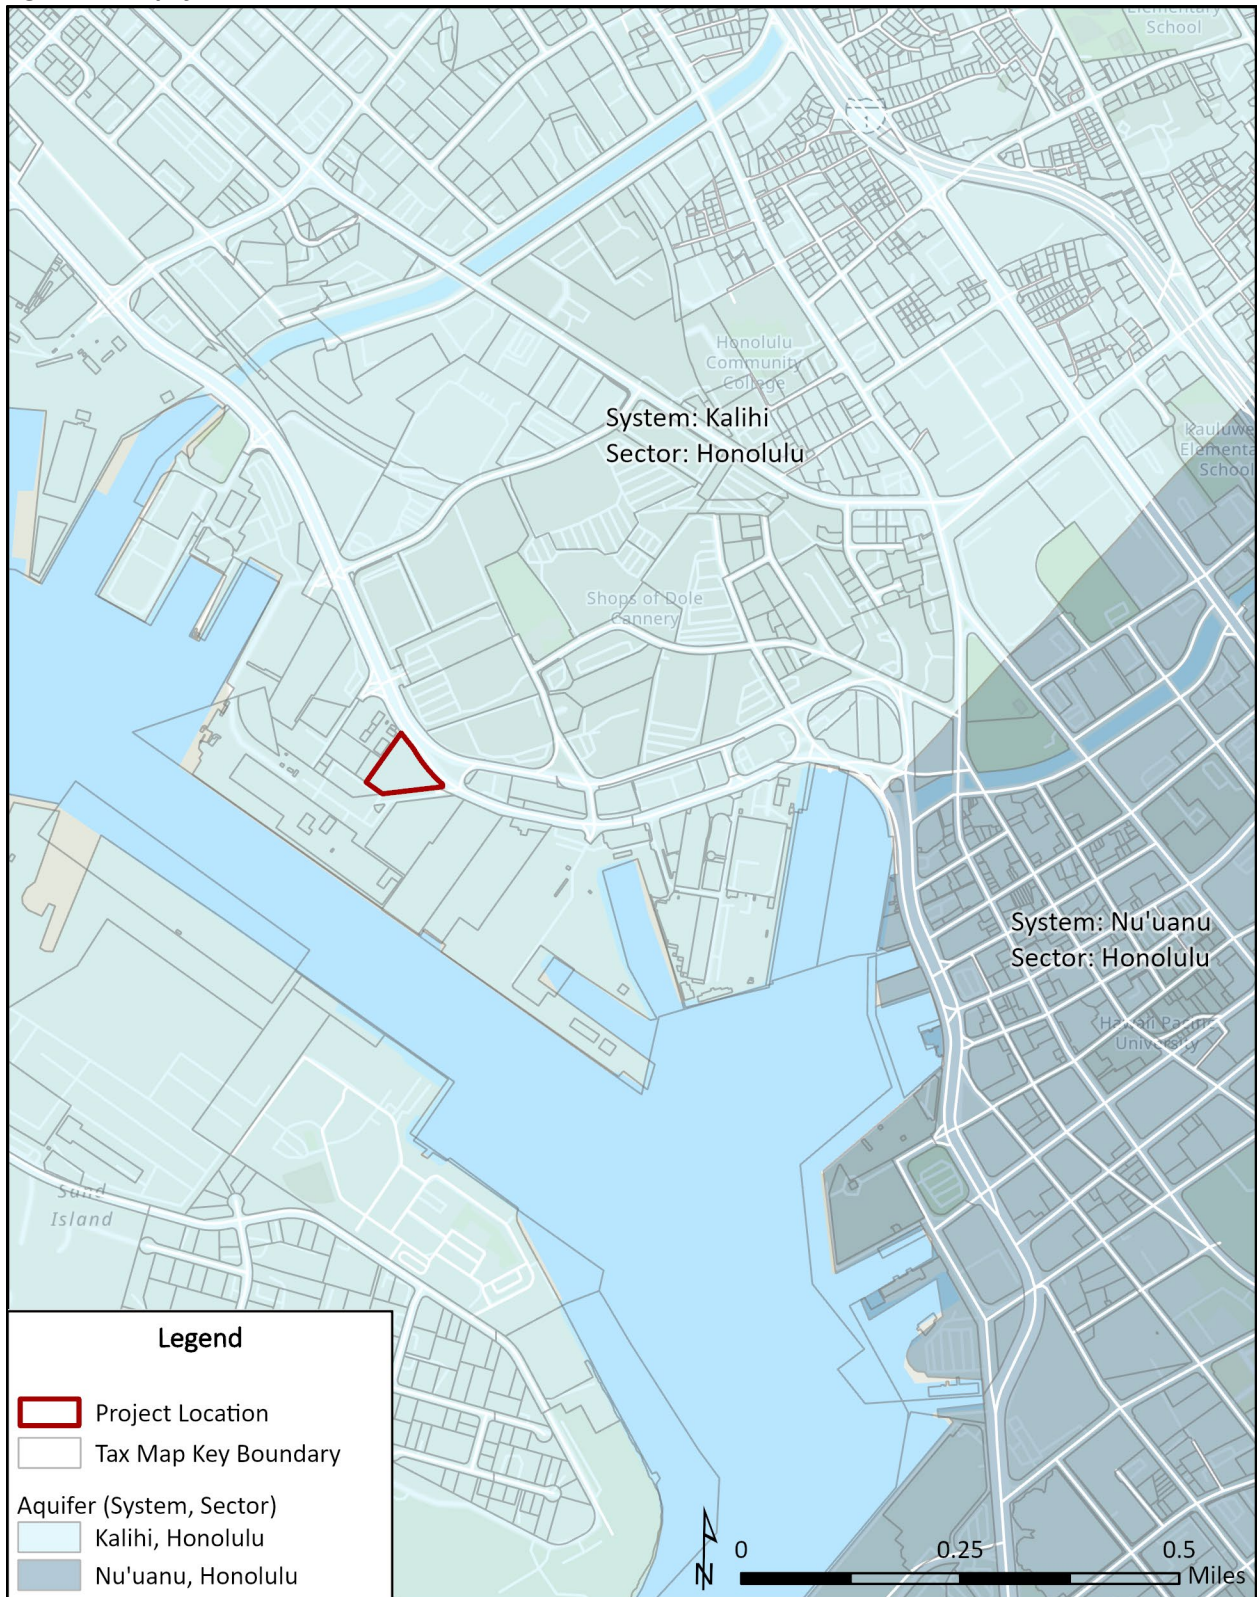 Elementary
School
Honolulu
Community
College
System: Kalihi
Sector: Honolulu
Kauluwe
Elementa
School
Shops of Dole
Cannery
System: Nu'uanu
Sector: Honolulu
Hawaii Pacific
University
Sand
Island
Legend
Project Location
Tax Map Key Boundary
Aquifer (System, Sector)
Kalihi, Honolulu
Nu'uanu, Honolulu
N
0 0.25 0.5
Miles